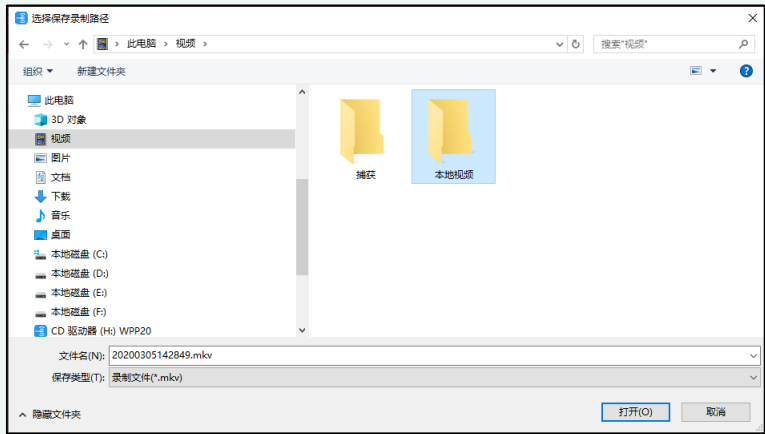 选择保存录制路径
此电脑 › 视频 ›
搜索"视频"
组织
新建文件夹
此电脑
3D 对象
视频
图片
文档
下载
音乐
桌面
本地磁盘 (C:)
本地磁盘 (D:)
本地磁盘 (E:)
本地磁盘 (F:)
CD 驱动器 (H:) WPP20
捕获
本地视频
文件名(N): 20200305142849.mkv
保存类型(T): 录制文件(*.mkv)
隐藏文件夹
打开(O)
取消